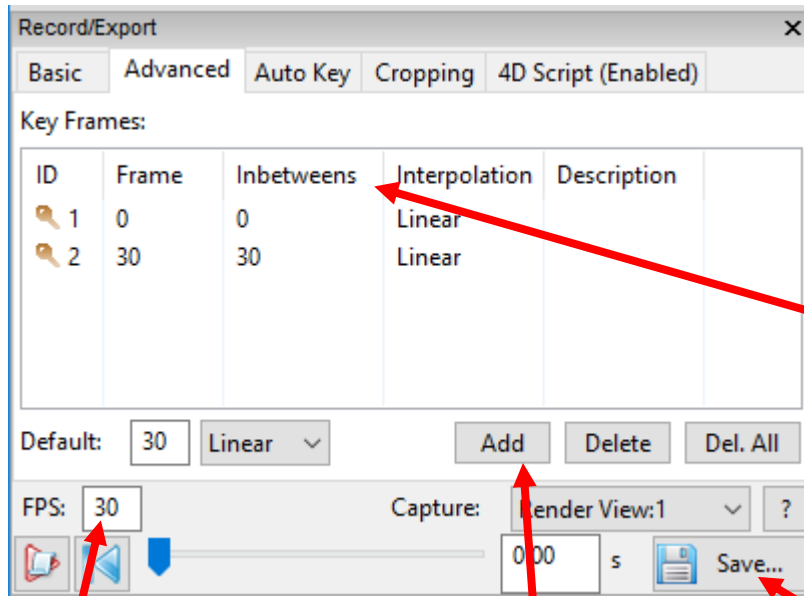 Record/Export
Basic Advanced Auto Key Cropping 4D Script (Enabled)
Key Frames:
ID Frame Inbetweens Interpolation Description
1 0 0 Linear
2 30 30 Linear
Default: 30 Linear Add Delete Del. All
FPS: 30 Capture: Render View:1 ?
0.00 s Save...